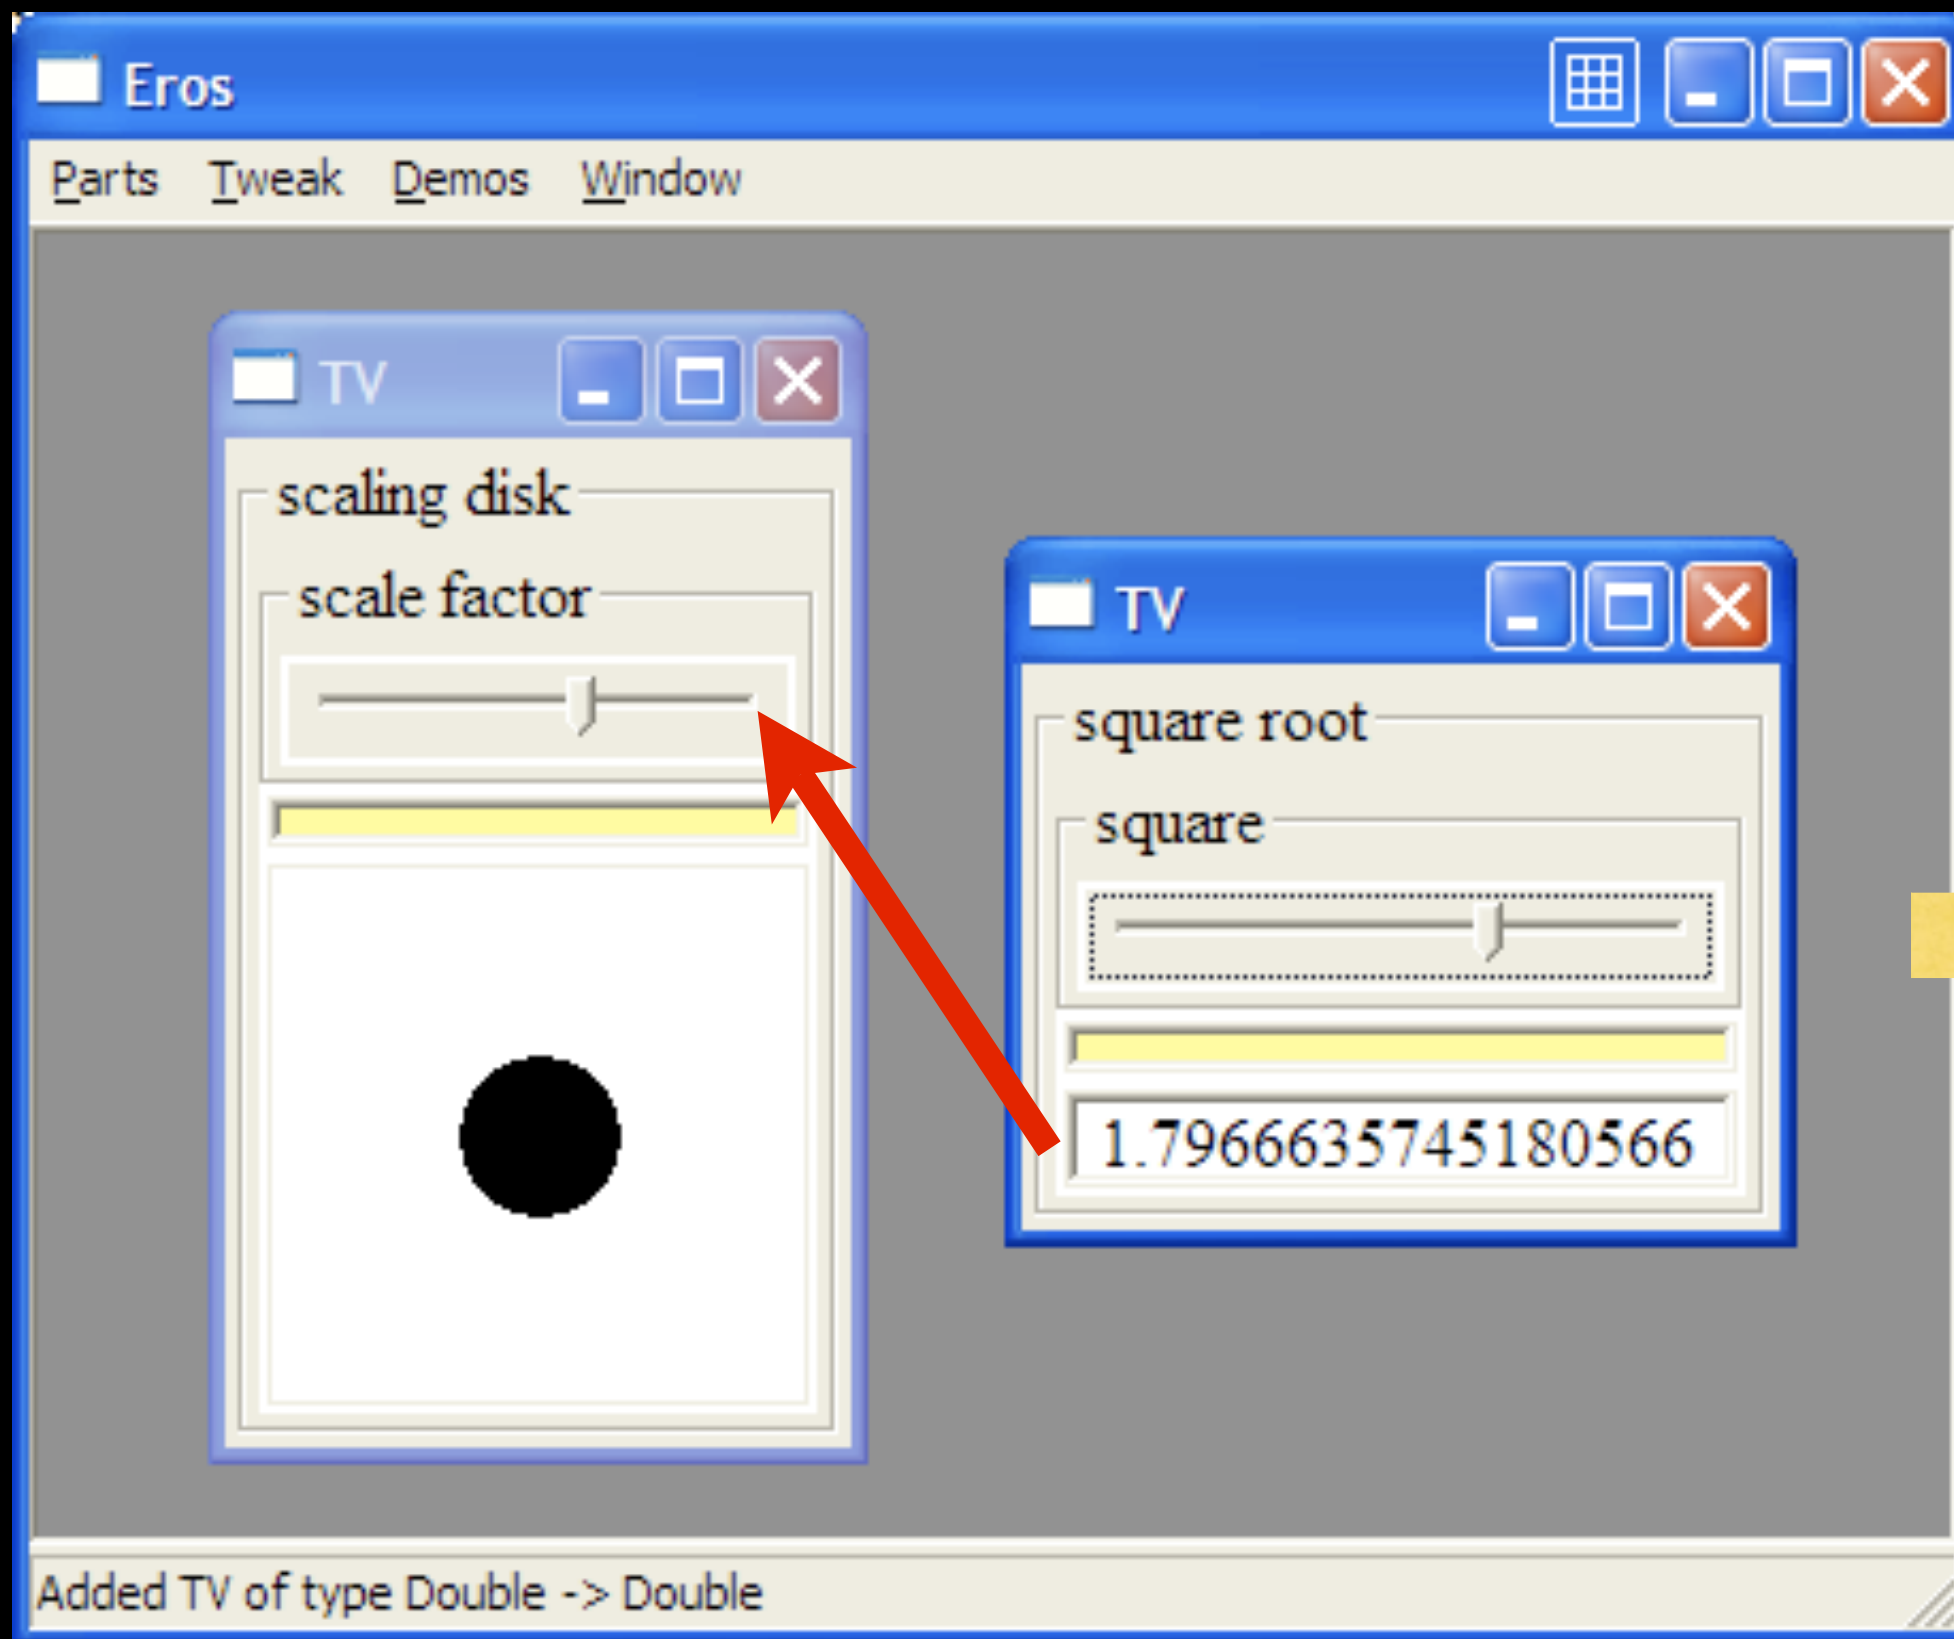 Eros
Parts Tweak Demos Window
TV
scaling disk
scale factor
TV
square root
square
1.7966635745180566
Added TV of type Double -> Double